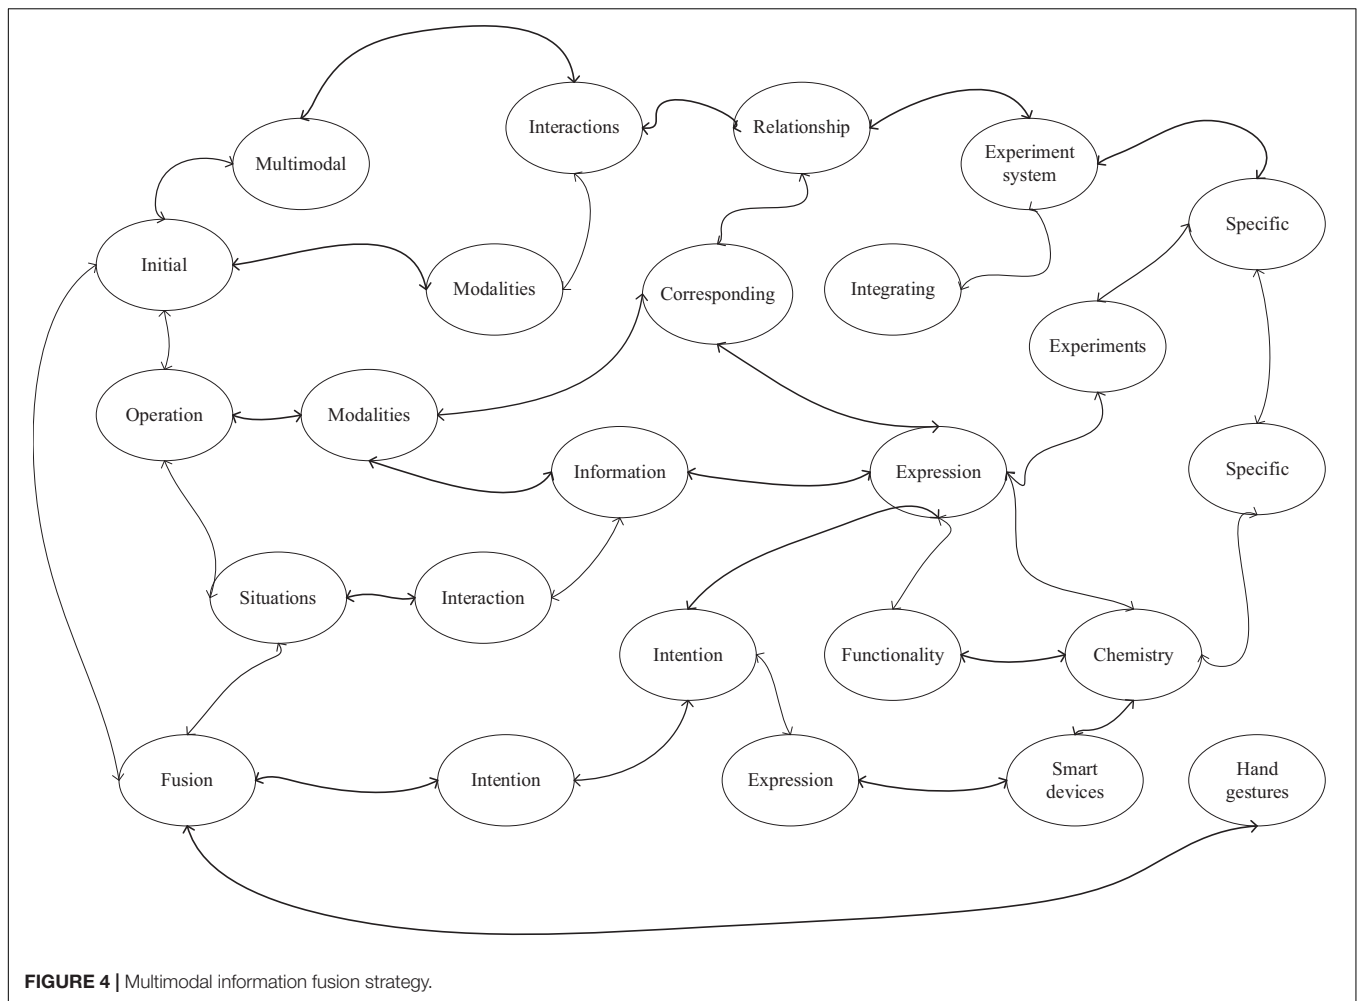 Interactions
Relationship
Multimodal
Experiment
system
Specific
Initial
Modalities
Corresponding
Integrating
Experiments
Operation
Modalities
Information
Expression
Specific
Situations
Interaction
Intention
Functionality
Chemistry
Fusion
Intention
Expression
Smart
devices
Hand
gestures
FIGURE 4 | Multimodal information fusion strategy.